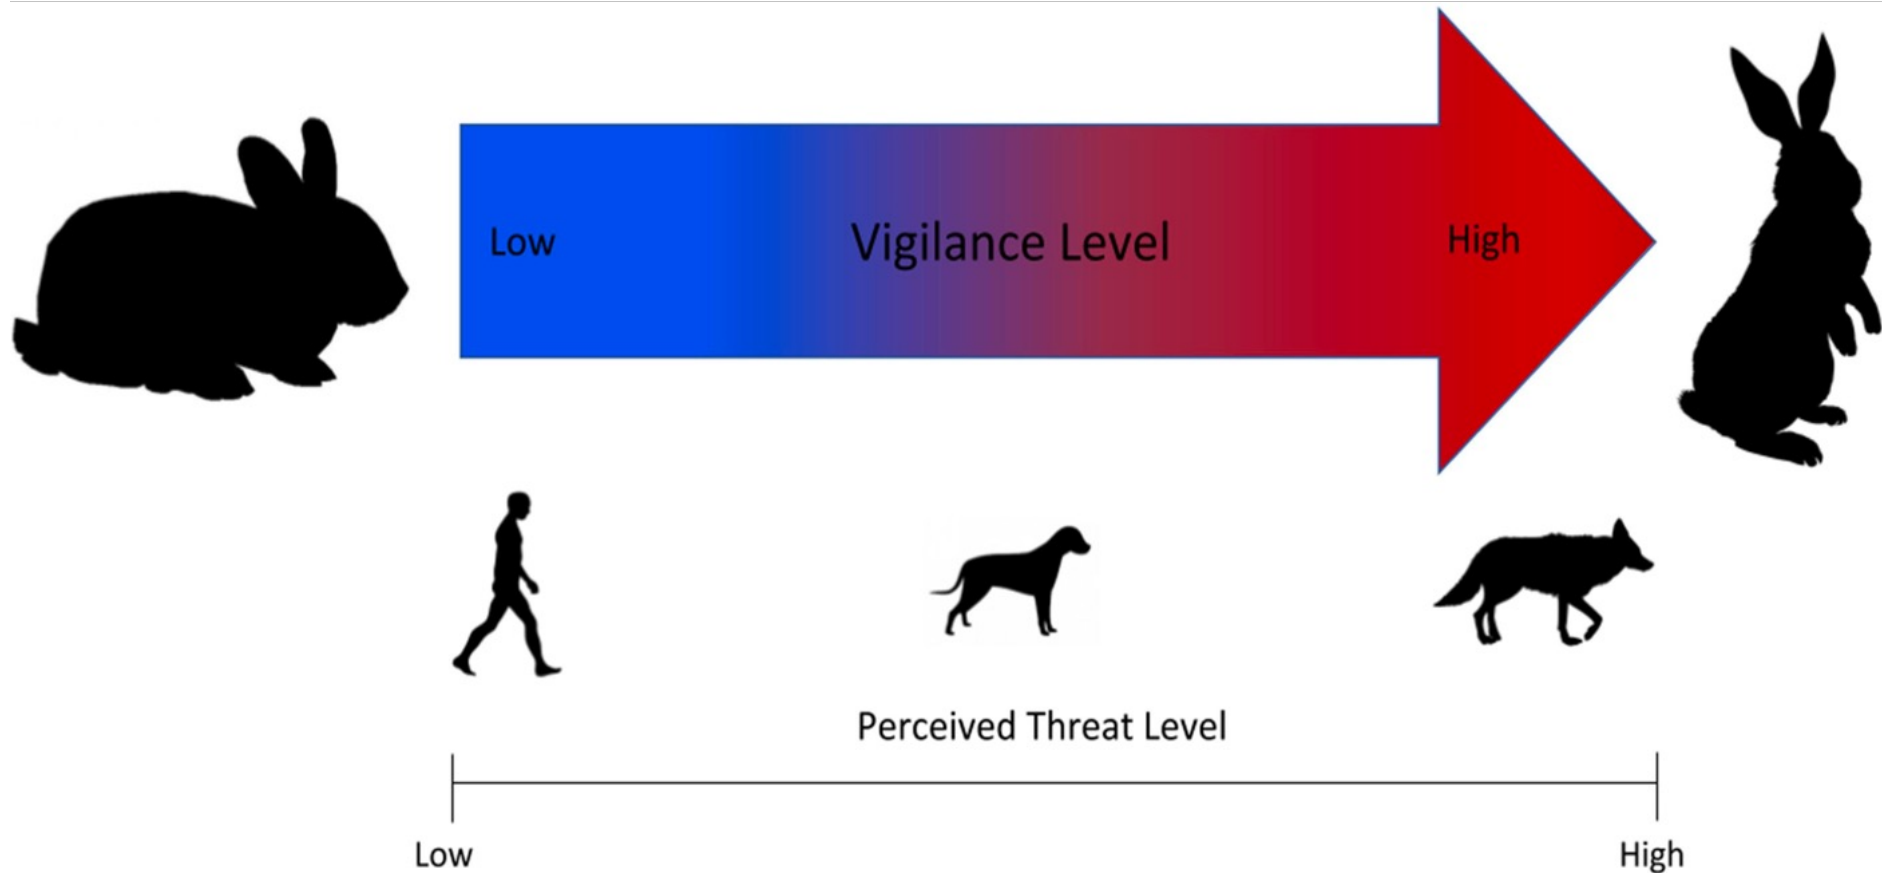 Low
Vigilance Level
High
Perceived Threat Level
Low
High